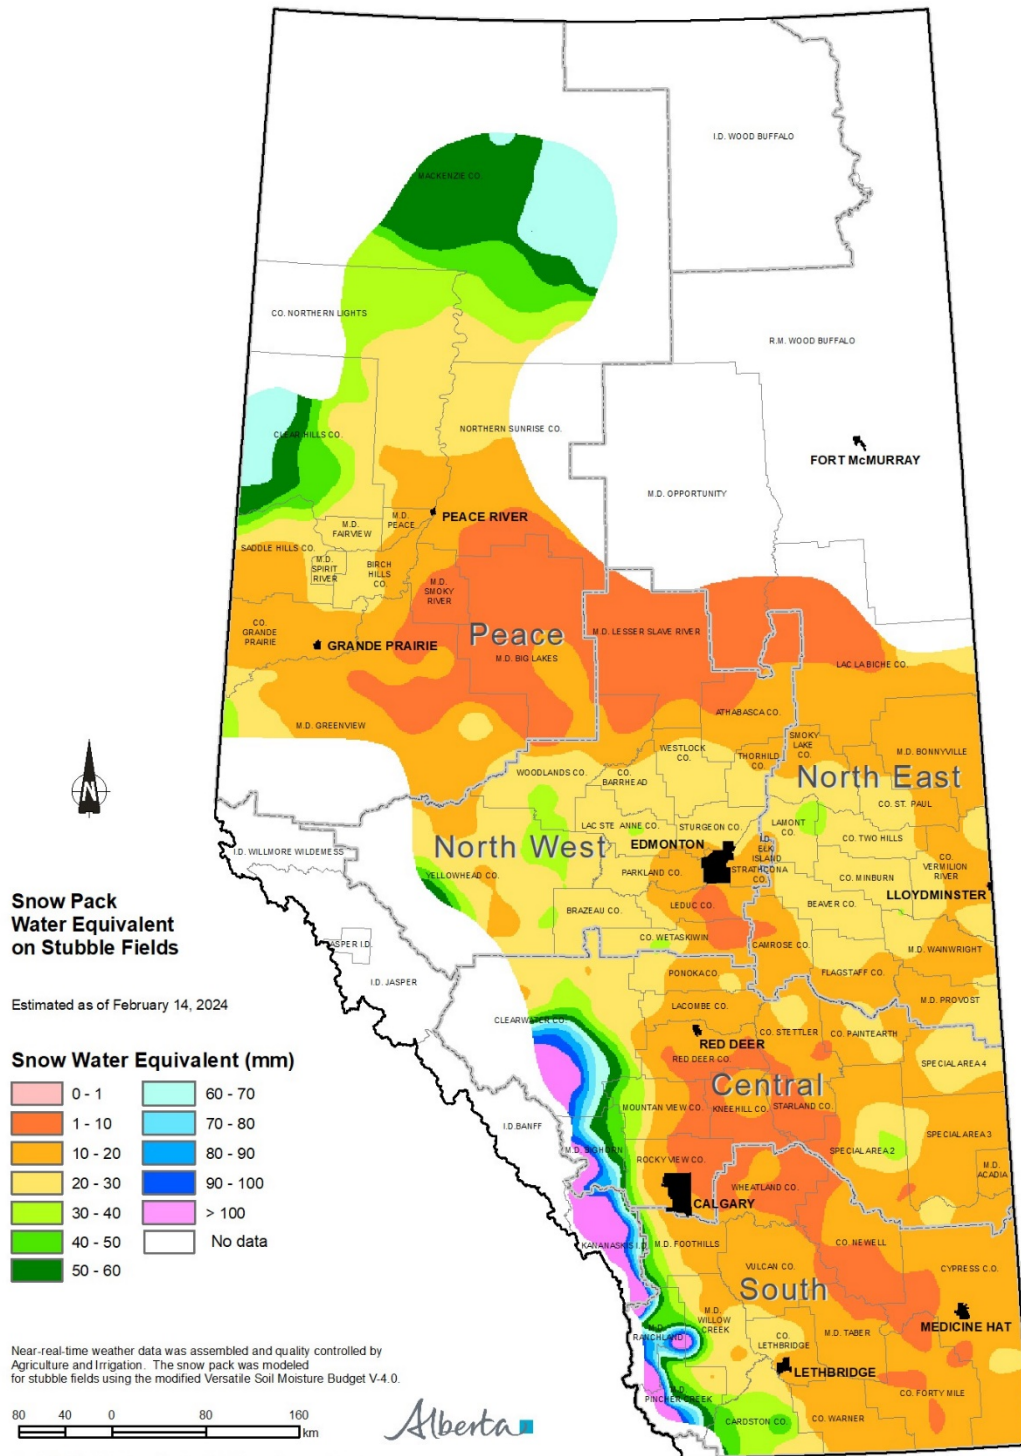 I.D. WOOD BUFFALO
MACKENZIE CO.
CO. NORTHERN LIGHTS
R.M. WOOD BUFFALO
CLEAR HILLS CO.
NORTHERN SUNRISE CO.
FORT McMURRAY
M.D. OPPORTUNITY
PEACE RIVER
M.D.
PEACE
M.D.
FAIRVIEW
SADDLE HILLS CO.
M.D.
SPIRIT
RIVER
BIRCH
HILLS
CO.
M.D.
SMOKY
RIVER
CO.
GRANDE
PRAIRIE
GRANDE PRAIRIE
Peace
M.D. LESSER SLAVE RIVER
M.D. BIG LAKES
LAC LA BICHE CO.
M.D. GREENVIEW
ATHABASCA CO.
WESTLOCK
CO.
THORHILD
CO.
SMOKY
LAKE
CO.
M.D. BONNYVILLE
WOODLANDS CO.
CO.
BARRHEAD
North East
CO. ST. PAUL
LAC STE ANNE CO.
STURGEON CO.
LAMONT
CO.
CO. TWO HILLS
North West
EDMONTON
I.D.
ELK
ISLAND
I.D. WILLMORE WILDERNESS
YELLOWHEAD CO.
PARKLAND CO.
STRATHCONA
CO.
CO. MINBURN
CO.
VERMILION
RIVER
LLOYDMINSTER
BRAZEAU CO.
LEDUC CO.
BEAVER CO.
CO. WETASKIWIN
CAMROSE CO.
M.D. WAINWRIGHT
Snow Pack
Water Equivalent
on Stubble Fields
JASPER I.D.
I.D. JASPER
PONOKA CO.
FLAGSTAFF CO.
M.D. PROVOST
Estimated as of February 14, 2024
CLEARWATER CO.
LACOMBE CO.
CO. STETTLER
CO. PAINTEARTH
RED DEER
RED DEER CO.
SPECIAL AREA 4
Central
MOUNTAN VIEW CO.
KNEEHILL CO.
STARLAND CO.
I.D.BANFF
M.D. BIGHORN
ROCKY VIEW CO.
SPECIAL AREA 2
SPECIAL AREA 3
M.D.
ACADIA
WHEATLAND CO.
CALGARY
KANANASKIS I.D.
M.D. FOOTHILLS
CO. NEWELL
VULCAN CO.
CYPRESS C.O.
South
M.D.
WILLOW
CREEK
M.D.
RANCHLAND
CO.
LETHBRIDGE
M.D. TABER
MEDICINE HAT
LETHBRIDGE
M.D.
PINCHER CREEK
CO. FORTY MILE
CARDSTON CO.
CO. WARNER
Snow Water Equivalent (mm)
0 - 1
1 - 10
10 - 20
20 - 30
30 - 40
40 - 50
50 - 60
60 - 70
70 - 80
80 - 90
90 - 100
> 100
No data
Near-real-time weather data was assembled and quality controlled by
Agriculture and Irrigation. The snow pack was modeled
for stubble fields using the modified Versatile Soil Moisture Budget V-4.0.
80 40 0 80 160
km
Alberta
N